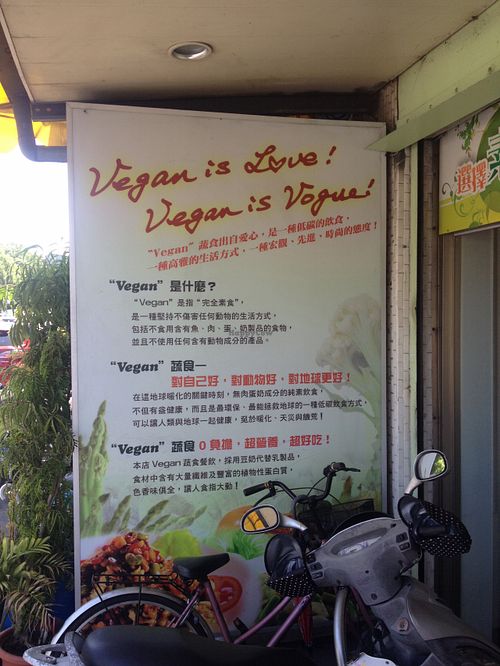 Vegan is Love!
Vegan is Vogue!
“Vegan”蔬食出自愛心，是一種低碳的飲食，
一種高雅的生活方式，一種宏觀、先進、時尚的態度！
“Vegan”是什麼？
“Vegan”是指“完全素食”，
是一種堅持不傷害任何動物的生活方式，
包括不食用含有魚、肉、蛋、奶製品的食物，
並且不使用任何含有動物成分的產品。
“Vegan”蔬食—
對自己好，對動物好，對地球更好！
在這地球暖化的關鍵時刻，無肉蛋奶成分的純素飲食，
不但有益健康，而且是最環保、最能拯救地球的一種低碳飲食方式，
可以讓人類與地球一起健康，免於暖化、天災與饑荒！
“Vegan”蔬食0負擔，超營養，超好吃！
本店Vegan蔬食餐飲，採用豆奶代替乳製品，
食材中含有大量纖維及豐富的植物性蛋白質，
色香味俱全，讓人食指大動！
選擇
HappyCow